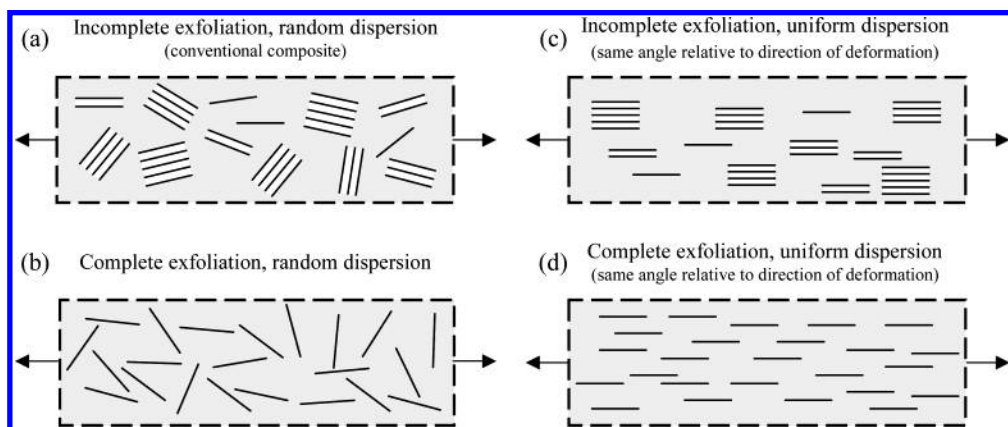 (a) Incomplete exfoliation, random dispersion
(conventional composite)
(c) Incomplete exfoliation, uniform dispersion
(same angle relative to direction of deformation)
(b) Complete exfoliation, random dispersion
(d) Complete exfoliation, uniform dispersion
(same angle relative to direction of deformation)